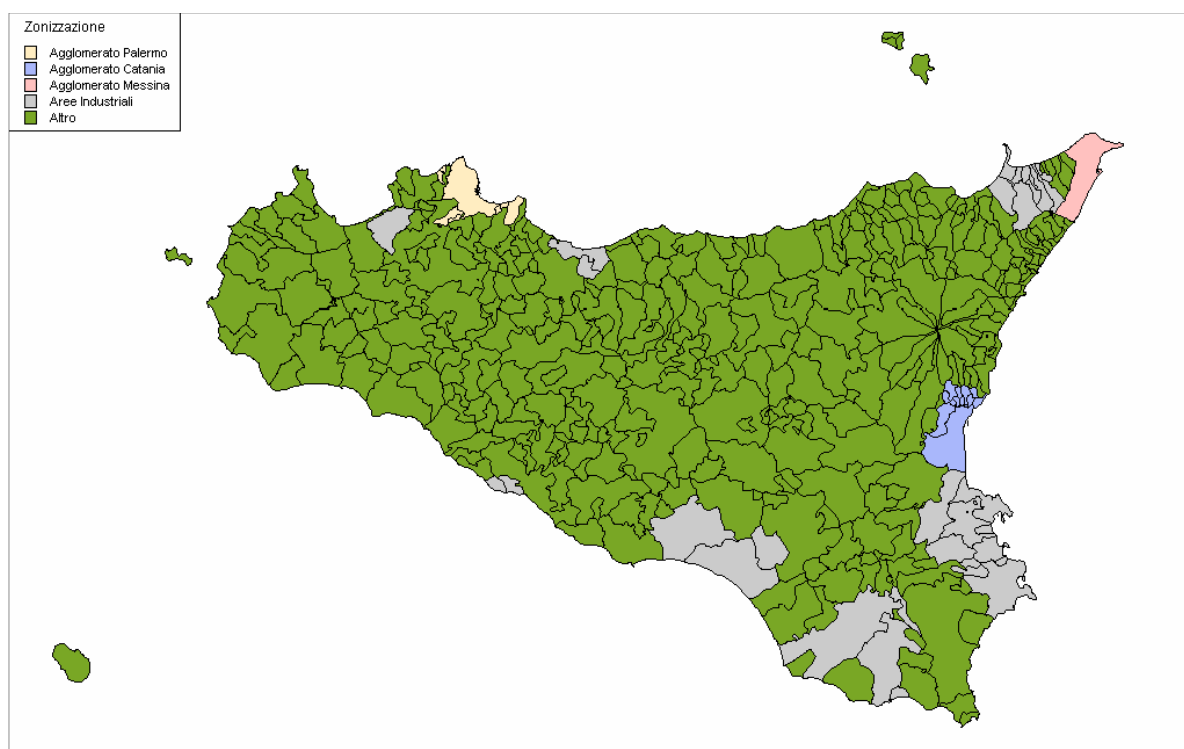 Zonizzazione
Agglomerato Palermo
Agglomerato Catania
Agglomerato Messina
Aree Industriali
Altro